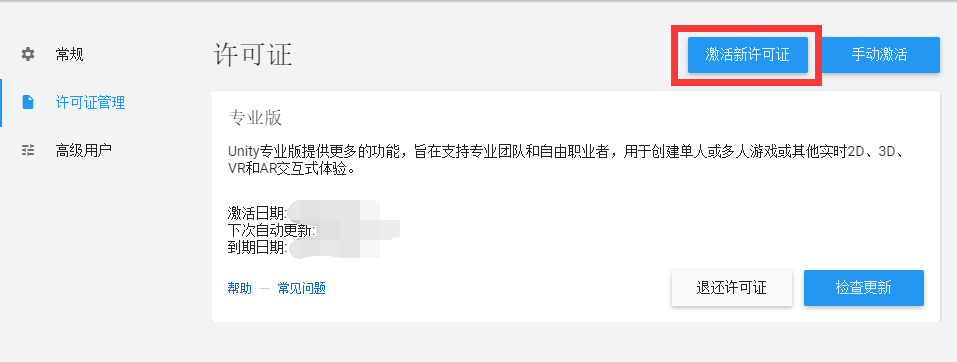 常规
许可证管理
高级用户
许可证
激活新许可证
手动激活
专业版
Unity专业版提供更多的功能，旨在支持专业团队和自由职业者，用于创建单人或多人游戏或其他实时2D、3D、
VR和AR交互式体验。
激活日期:
下次自动更新:
到期日期:
帮助 — 常见问题
退还许可证
检查更新